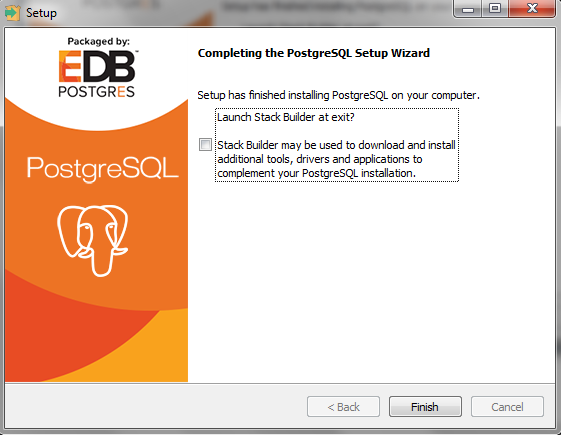 Setup
Packaged by:
EDB
POSTGRES
PostgreSQL
Completing the PostgreSQL Setup Wizard
Setup has finished installing PostgreSQL on your computer.
Launch Stack Builder at exit?
Stack Builder may be used to download and install
additional tools, drivers and applications to
complement your PostgreSQL installation.
< Back
Finish
Cancel